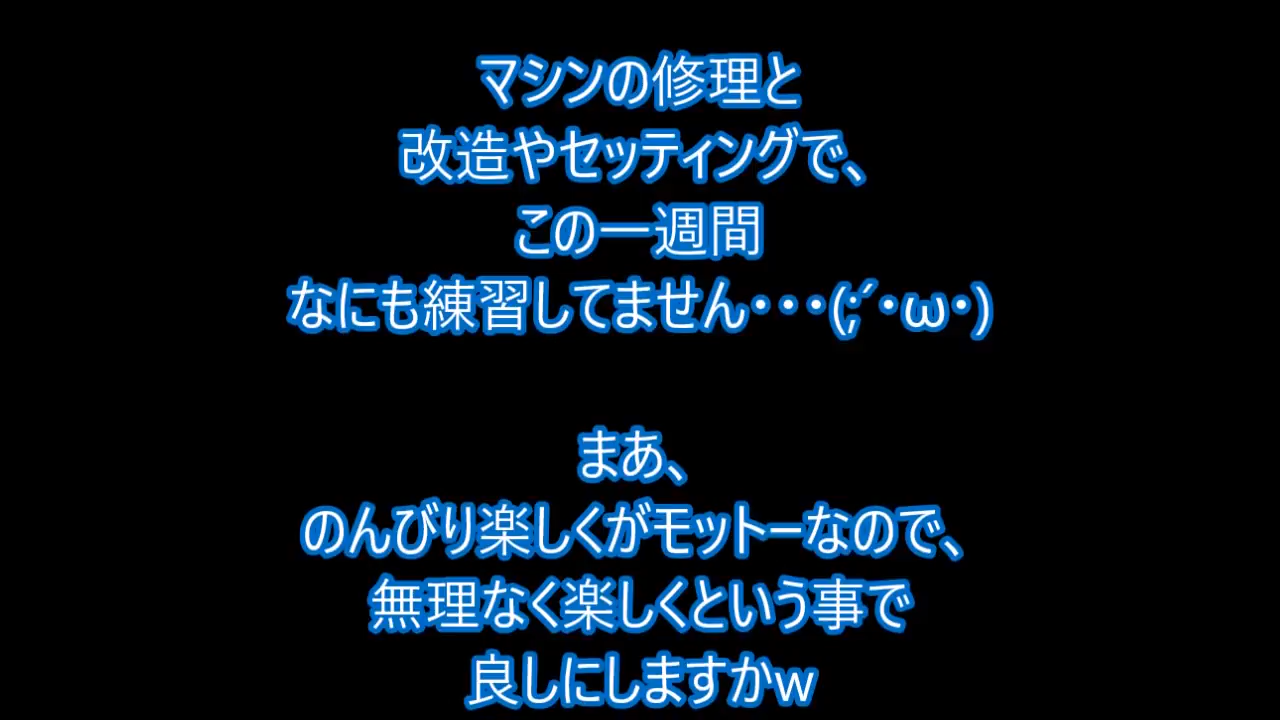 マシンの修理と
改造やセッティングで、
この一週間
なにも練習してません・・・(;´・ω・)
まあ、
のんびり楽しくがモットーなので、
無理なく楽しくという事で
良しにしますかw